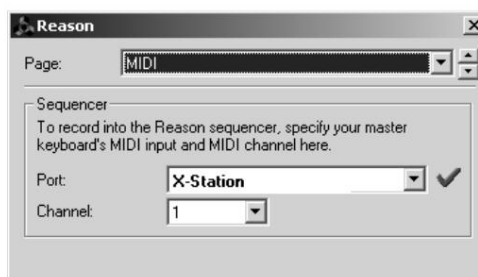 Reason
Page: MIDI
Sequencer
To record into the Reason sequencer, specify your master
keyboard's MIDI input and MIDI channel here.
Port: X-Station
Channel: 1